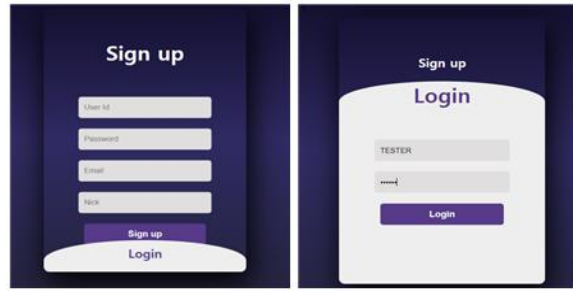 Sign up
User Id
Password
Email
Nick
Sign up
Login
Sign up
Login
TESTER
••••••
Login